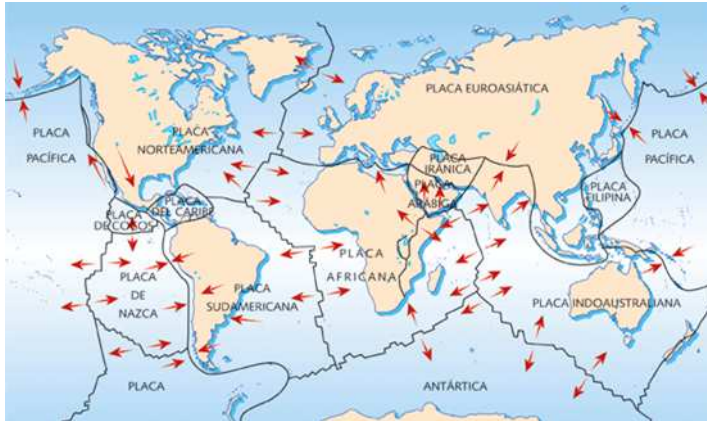 PLACA EUROASIÁTICA
PLACA
PACÍFICA
PLACA
NORTEAMERICANA
PLACA
IRÁNICA
PLACA
ARÁBIGA
PLACA
PACÍFICA
PLACA
FILIPINA
PLACA
DE COCOS
PLACA
DEL CARIBE
PLACA
DE
NAZCA
PLACA
SUDAMERICANA
PLACA
AFRICANA
PLACA INDOAUSTRALIANA
PLACA
ANTÁRTICA